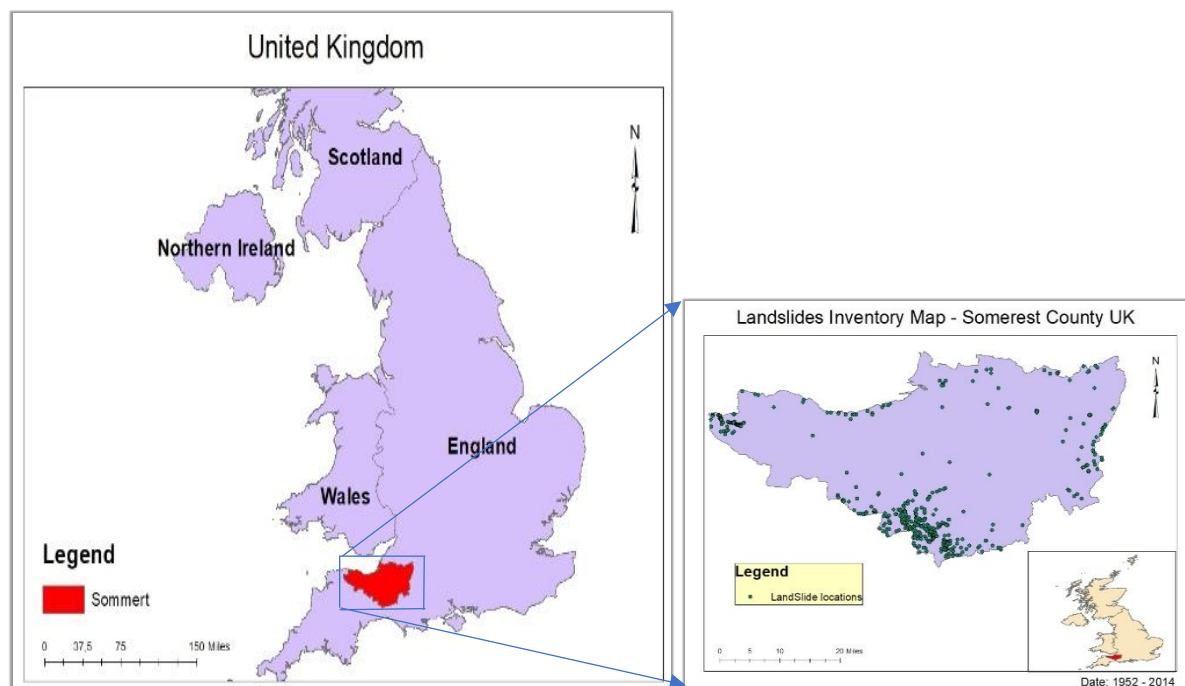 United Kingdom
N
Scotland
Northern Ireland
England
Wales
Legend
Sommert
0 37,5 75 150 Miles
Landslides Inventory Map - Somerest County UK
N
Legend
LandSlide locations
0 5 10 20 Miles
Date: 1952 - 2014